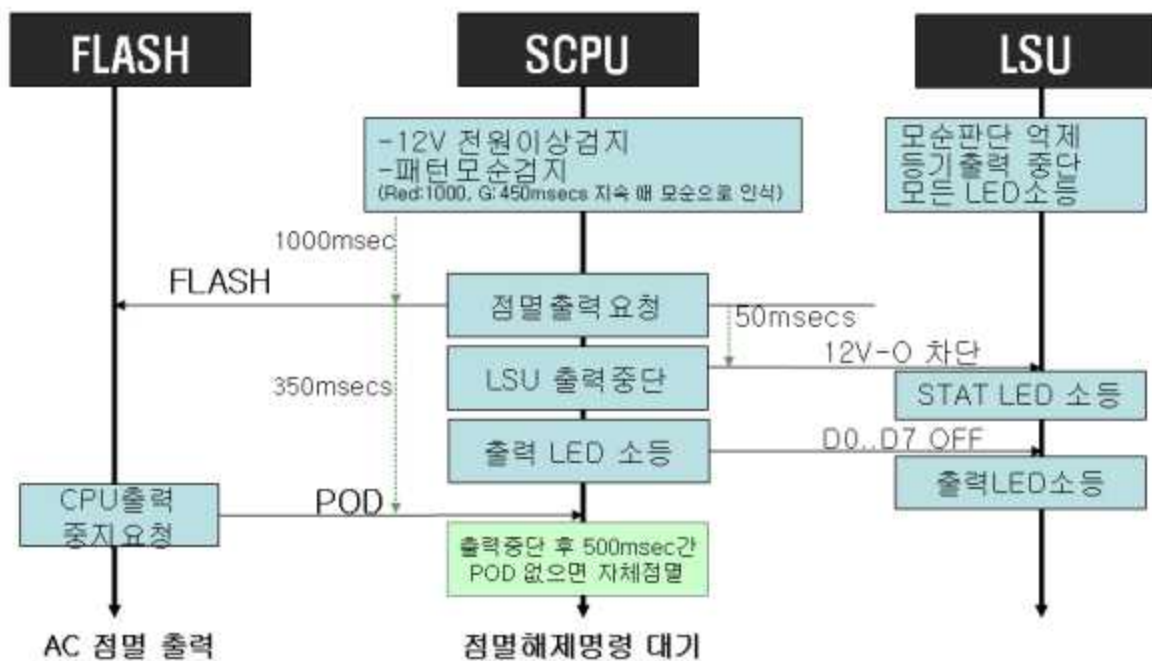 FLASH
SCPU
LSU
-12V 전원이상검지
-패턴모순검지
(Red:1000, G:450msecs 지속 때 모순으로 인식)
모순판단 억제
등기출력 중단
모든 LED소등
1000msec
FLASH
점멸출력요청
50msecs
12V-O 차단
350msecs
LSU 출력중단
STAT LED 소등
출력 LED 소등
D0..D7 OFF
출력LED소등
CPU출력
중지요청
POD
출력중단 후 500msec간
POD 없으면 자체점멸
AC 점멸 출력
점멸해제명령 대기